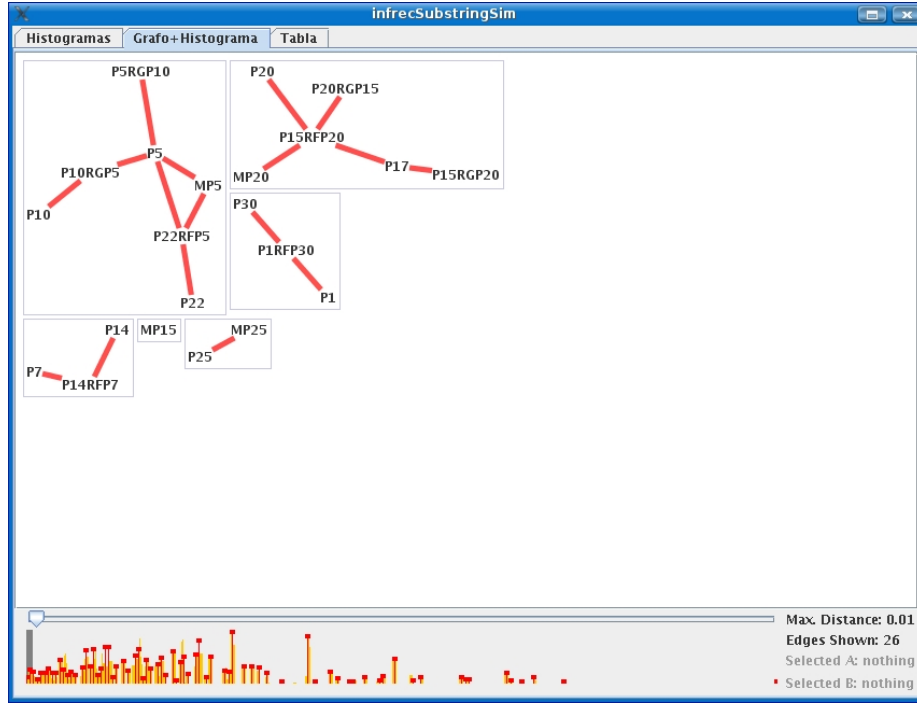 infrecSubstringSim
Histogramas Grafo+Histograma Tabla
P5RGP10
P5
P10RGP5
MP5
P10
P22RFP5
P22
P20
P20RGP15
P15RFP20
MP20
P17
P15RGP20
P30
P1RFP30
P1
P14
P7
P14RFP7
MP15
MP25
P25
Max. Distance: 0.01
Edges Shown: 26
Selected A: nothing
Selected B: nothing